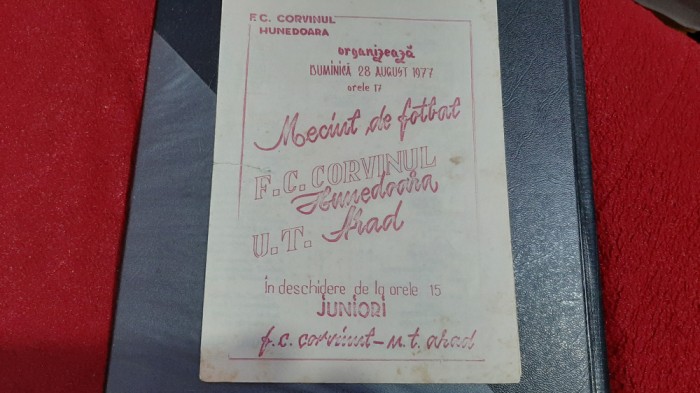 F.C. CORVINUL
HUNEDOARA
organizează
DUMINICĂ 28 AUGUST 1977
orele 17
Meciul de fotbal
F.C. CORVINUL
Hunedoara
U.T. Arad
În deschidere de la orele 15
JUNIORI
f.c. corvinul - u.t. arad